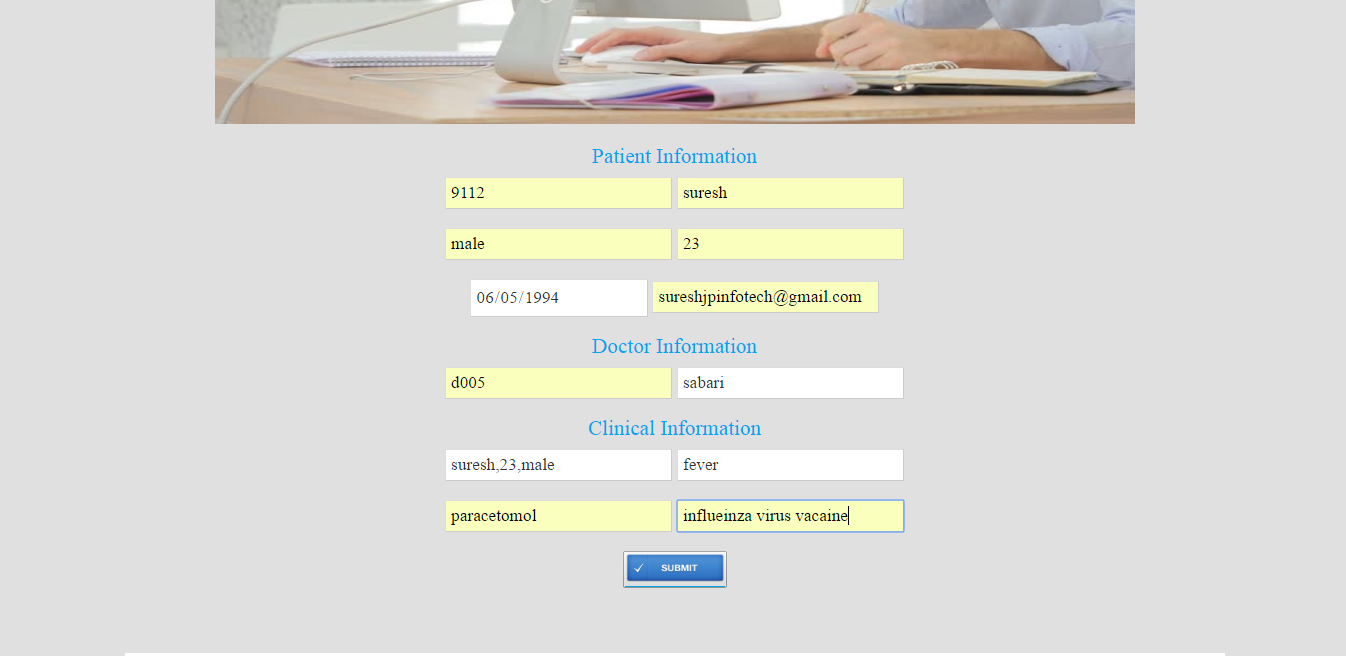 Patient Information
9112 suresh
male 23
06/05/1994 sureshjpinfotech@gmail.com
Doctor Information
d005 sabari
Clinical Information
suresh,23,male fever
paracetomol influeinza virus vacaine
SUBMIT